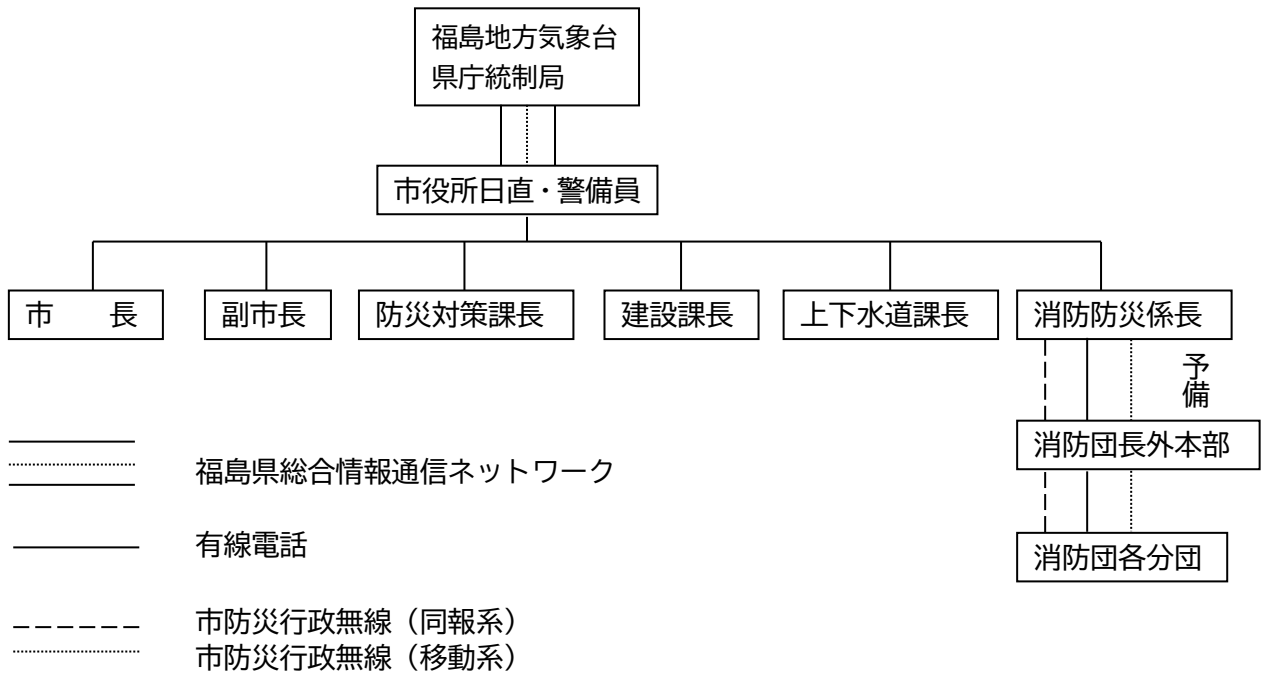 福島地方気象台
県庁統制局
市役所日直・警備員
市　　長
副市長
防災対策課長
建設課長
上下水道課長
消防防災係長
予備
消防団長外本部
消防団各分団
福島県総合情報通信ネットワーク
有線電話
市防災行政無線（同報系）
市防災行政無線（移動系）